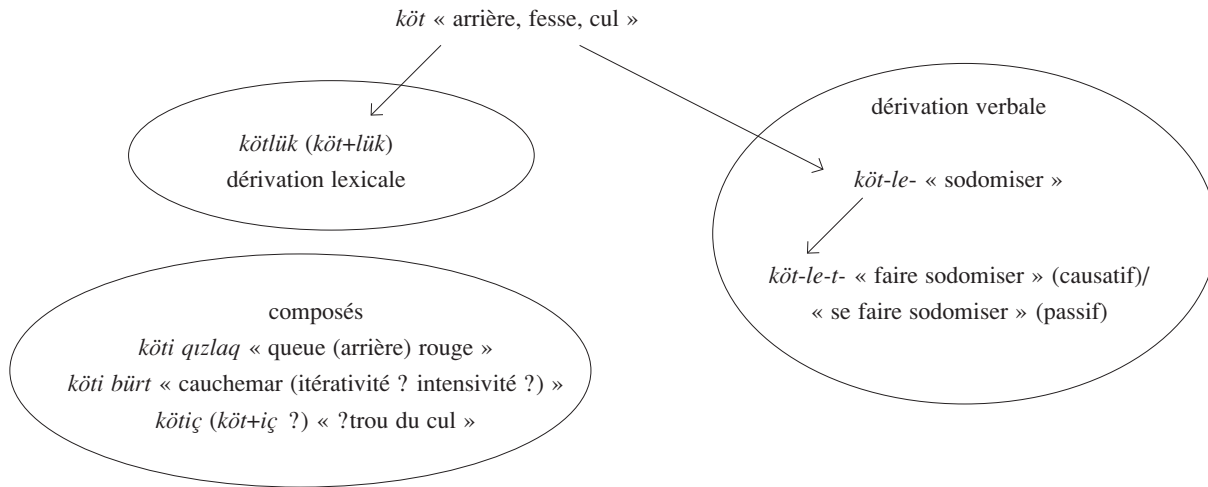 köt « arrière, fesse, cul »
kötlük (köt+lük)
dérivation lexicale
dérivation verbale
köt-le- « sodomiser »
köt-le-t- « faire sodomiser » (causatif)/
« se faire sodomiser » (passif)
composés
köti qızlaq « queue (arrière) rouge »
köti bürt « cauchemar (itérativité ? intensivité ?) »
kötiç (köt+iç ?) « ?trou du cul »